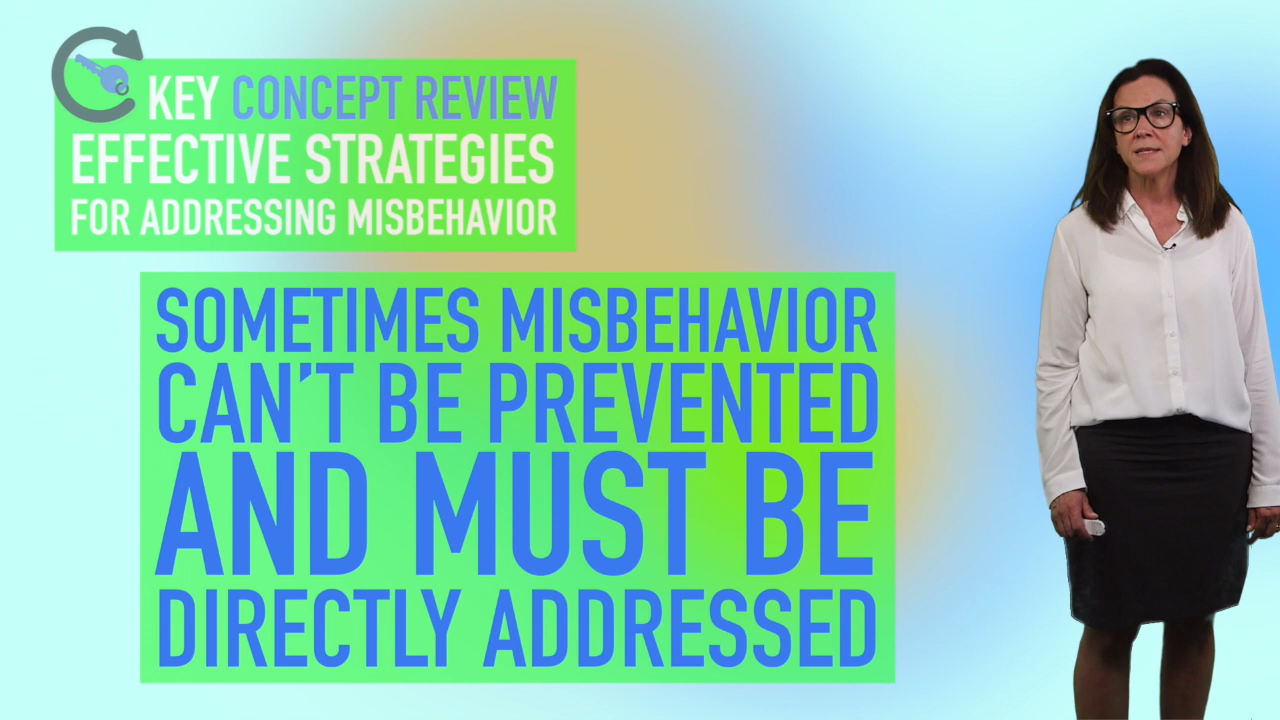 KEY CONCEPT REVIEW
EFFECTIVE STRATEGIES
FOR ADDRESSING MISBEHAVIOR
SOMETIMES MISBEHAVIOR
CAN'T BE PREVENTED
AND MUST BE
DIRECTLY ADDRESSED